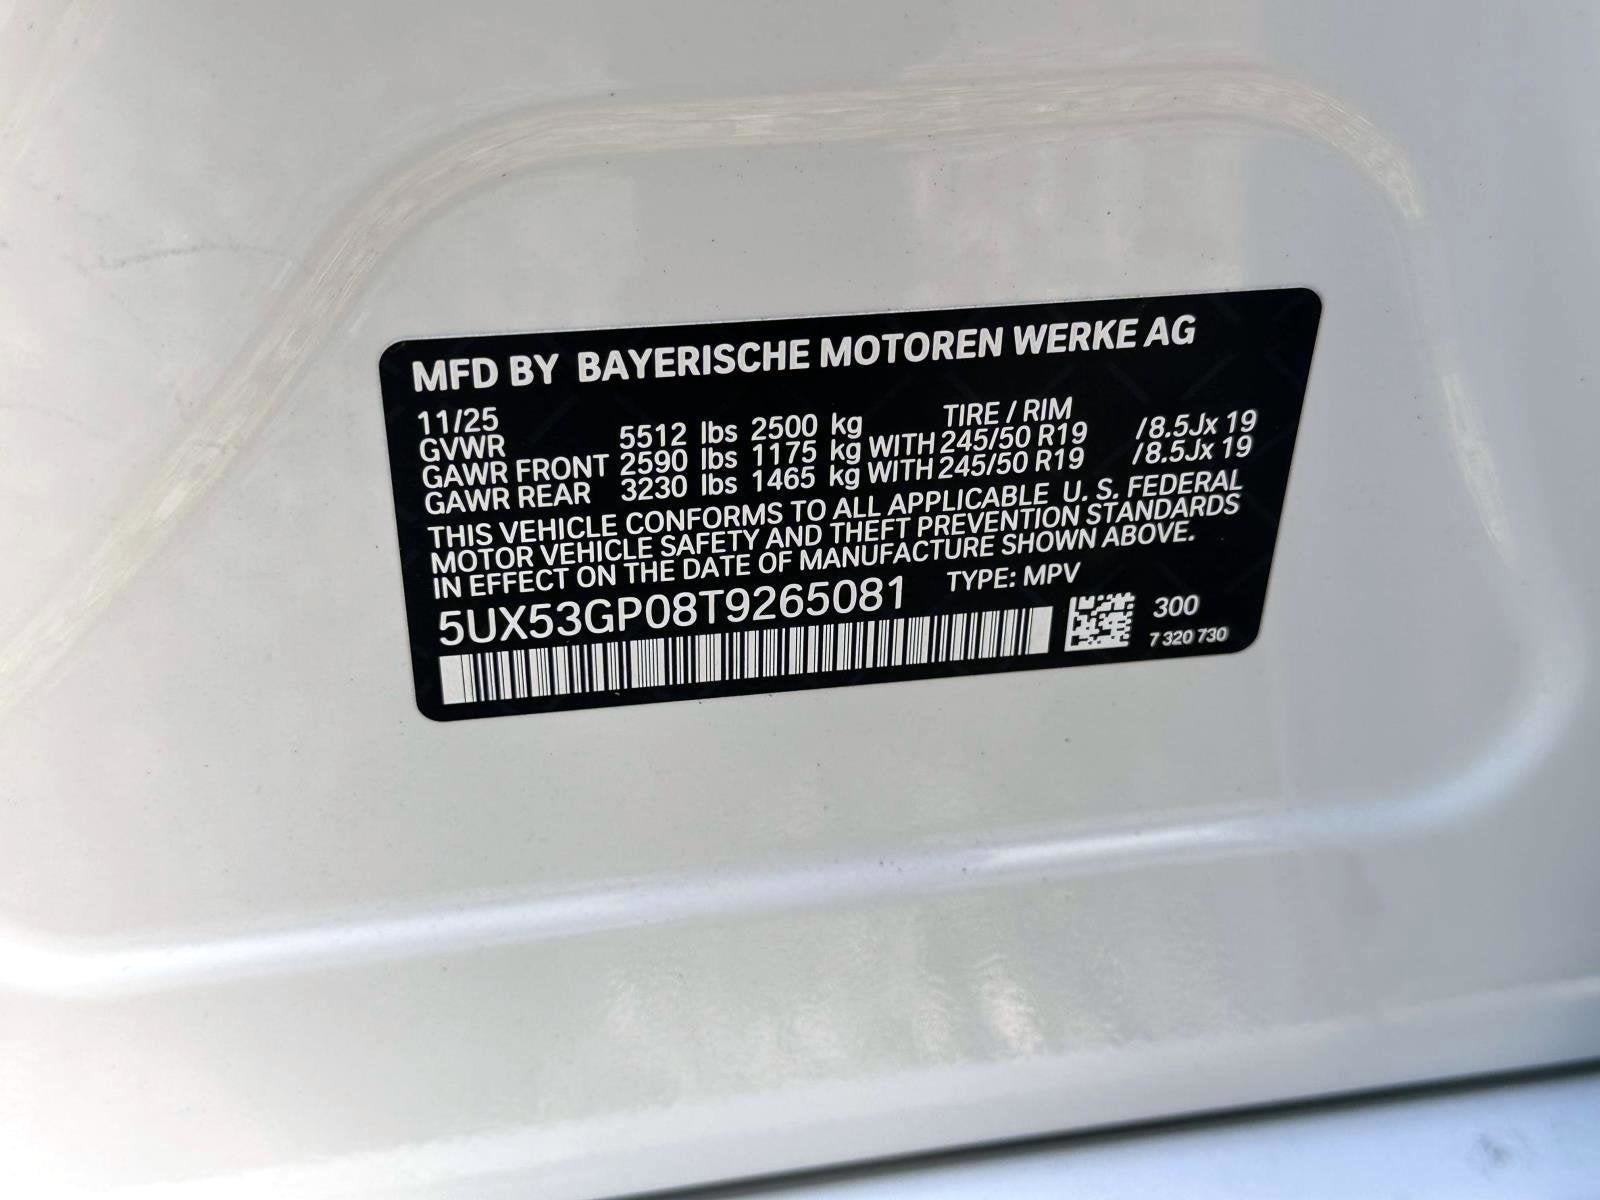 MFD BY BAYERISCHE MOTOREN WERKE AG
11/25 TIRE / RIM
GVWR 5512 lbs 2500 kg
GAWR FRONT 2590 lbs 1175 kg WITH 245/50 R19 /8.5Jx 19
GAWR REAR 3230 lbs 1465 kg WITH 245/50 R19 /8.5Jx 19
THIS VEHICLE CONFORMS TO ALL APPLICABLE U. S. FEDERAL
MOTOR VEHICLE SAFETY AND THEFT PREVENTION STANDARDS
IN EFFECT ON THE DATE OF MANUFACTURE SHOWN ABOVE.
5UX53GP08T9265081 TYPE: MPV
300
7 320 730